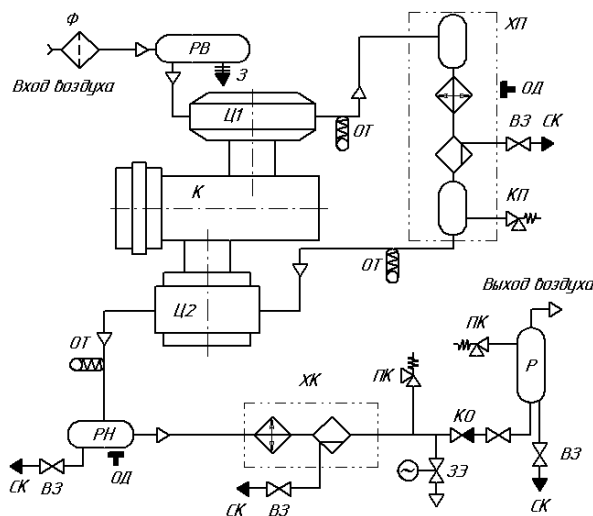 Ф
РВ
ХП
Вход воздуха
З
Ц1
ОТ
ОД
ВЗ
СК
К
КП
ОТ
Ц2
Выход воздуха
ОТ
ПК
Р
ХК
ПК
РН
КО
ОД
СК
ВЗ
СК
ВЗ
ЗЭ
ВЗ
СК